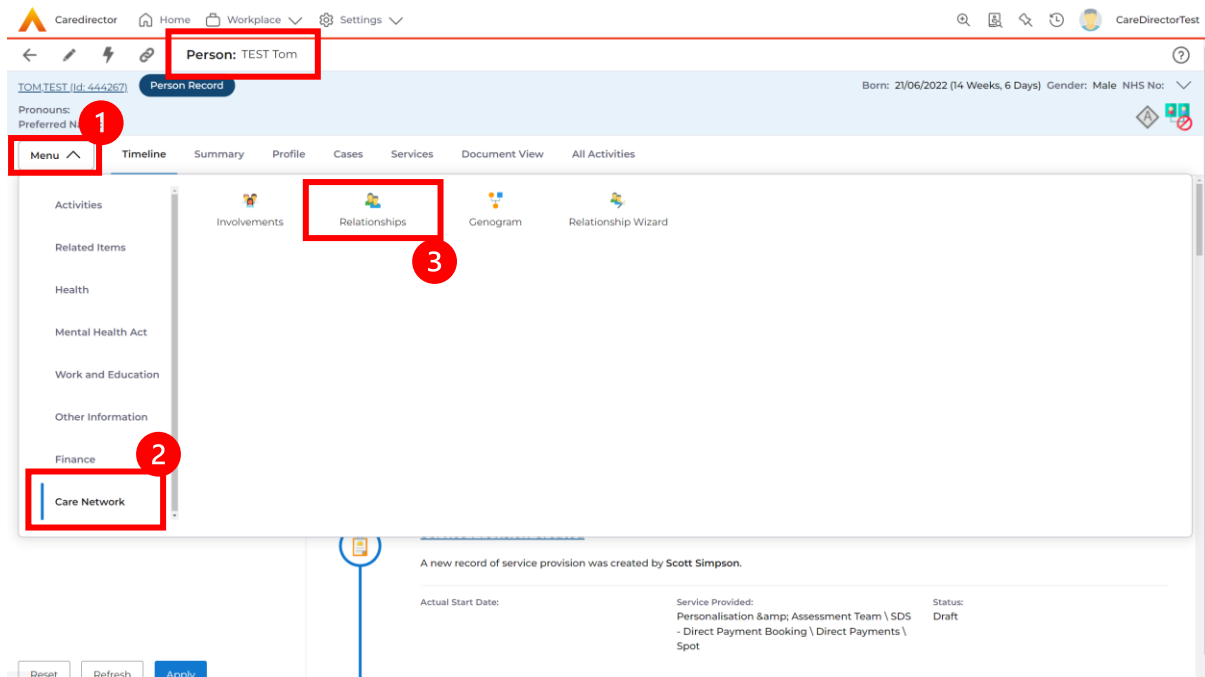 Caredirector Home Workplace Settings CareDirectorTest
Person: TEST Tom
TOM,TEST (Id: 444267) Person Record Born: 21/06/2022 (14 Weeks, 6 Days) Gender: Male NHS No:
Pronouns:
Preferred
1
Menu Timeline Summary Profile Cases Services Document View All Activities
Activities
Involvements Relationships Genogram Relationship Wizard
3
Related Items
Health
Mental Health Act
Work and Education
Other Information
Finance
2
Care Network
A new record of service provision was created by Scott Simpson.
Actual Start Date: Service Provided: Status:
Personalisation &amp; Assessment Team \ SDS Draft
- Direct Payment Booking \ Direct Payments \
Spot
Reset Refresh Apply